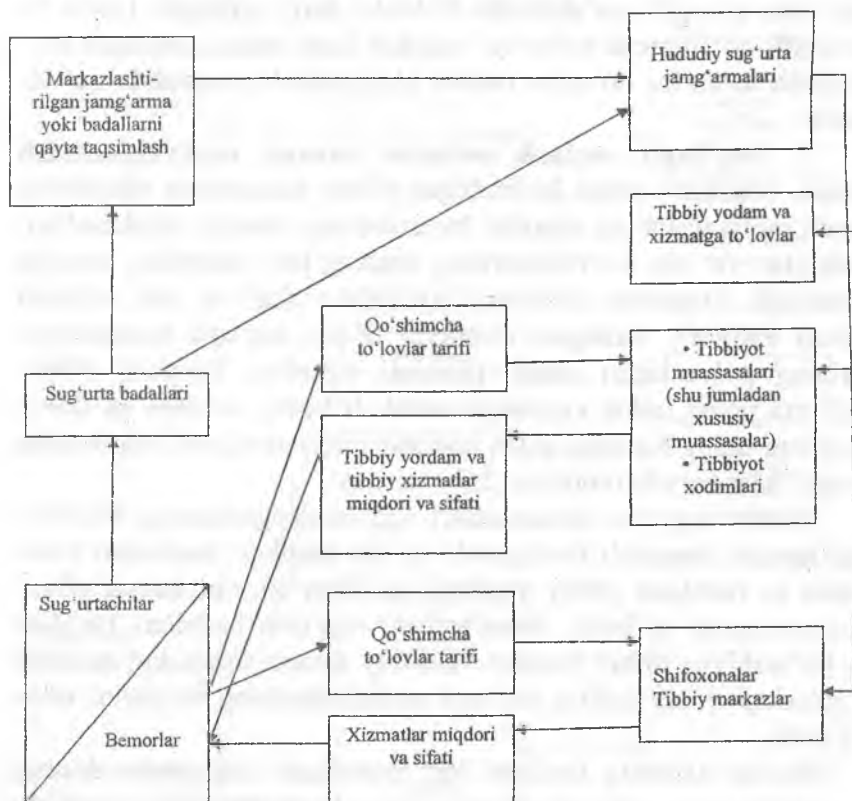 Markazlashti-
rilgan jamg‘arma
yoki badallarni
qayta taqsimlash
Hududiy sug‘urta
jamg‘armalari
Tibbiy yodam va
xizmatga to‘lovlar
Qo‘shimcha
to‘lovlar tarifi
• Tibbiyot
muassasalari
(shu jumladan
xususiy
muassasalar)
• Tibbiyot
xodimlari
Sug‘urta badallari
Tibbiy yordam va
tibbiy xizmatlar
miqdori va sifati
Sug‘urtachilar
Bemorlar
Qo‘shimcha
to‘lovlar tarifi
Shifoxonalar
Tibbiy markazlar
Xizmatlar miqdori
va sifati